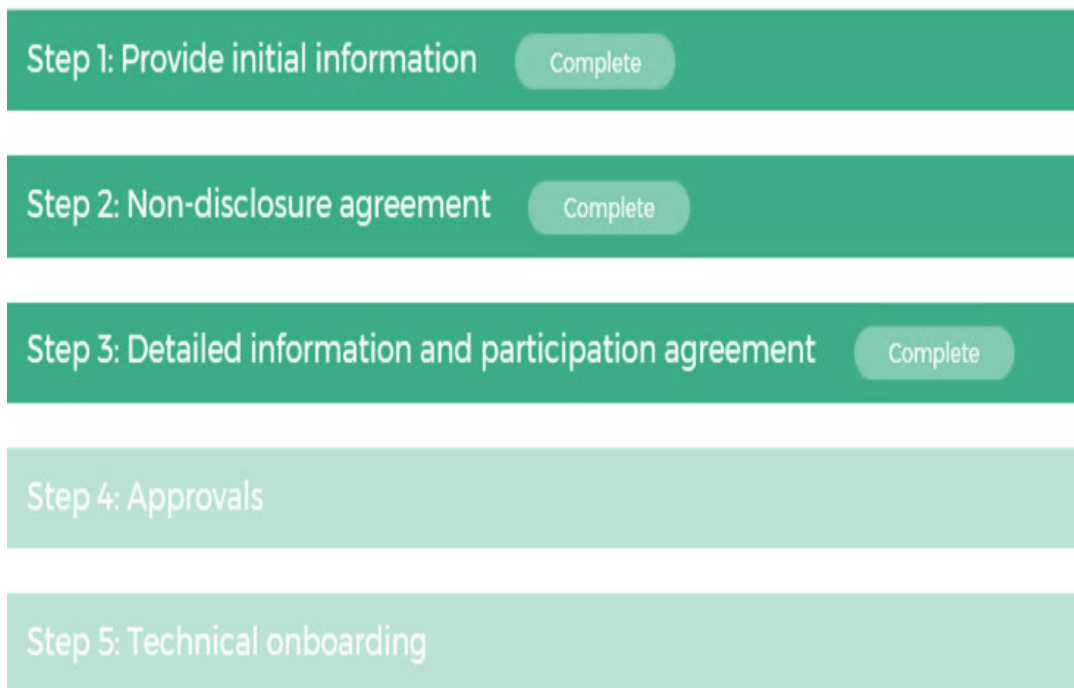 Step 1: Provide initial information Complete
Step 2: Non-disclosure agreement Complete
Step 3: Detailed information and participation agreement Complete
Step 4: Approvals
Step 5: Technical onboarding